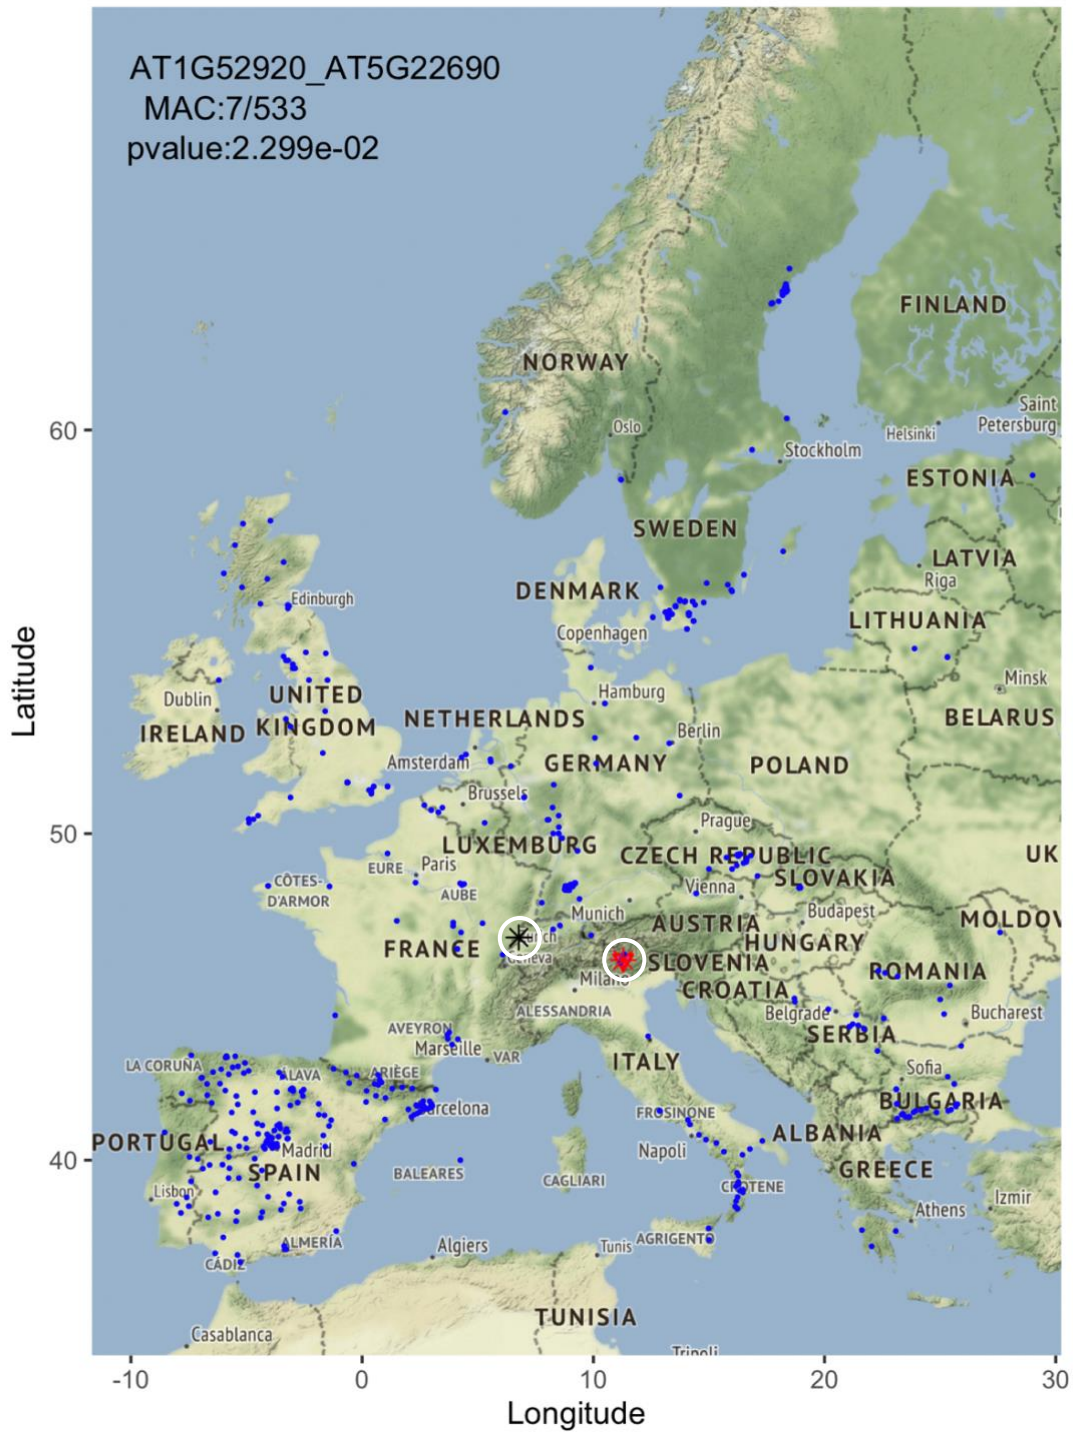 AT1G52920_AT5G22690
MAC:7/533
pvalue:2.299e-02
FINLAND
NORWAY
Saint
Petersburg
60
Oslo
Helsinki
Stockholm
ESTONIA
SWEDEN
LATVIA
Riga
DENMARK
Edinburgh
LITHUANIA
Copenhagen
Latitude
Minsk
Dublin
UNITED
KINGDOM
Hamburg
IRELAND
NETHERLANDS
BELARUS
Berlin
Amsterdam
GERMANY
POLAND
Brussels
50
Prague
LUXEMBURG
CZECH REPUBLIC
UK
EURE
Paris
CÔTES-
D'ARMOR
AUBE
SLOVAKIA
Vienna
Munich
Budapest
MOLDOV
AUSTRIA
FRANCE
HUNGARY
Geneva
SLOVENIA
ROMANIA
Milano
CROATIA
ALESSANDRIA
Belgrade
Bucharest
AVEYRON
SERBIA
Marseille
VAR
ITALY
LA CORUÑA
ÁLAVA
ARIÈGE
Sofia
BULGARIA
arcelona
FROSINONE
PORTUGAL
Madrid
Napoli
ALBANIA
40
SPAIN
BALEARES
CAGLIARI
GREECE
Lisbon
CROTENE
Izmir
Athens
ALMERÍA
Algiers
Tunis
AGRIGENTO
CÁDIZ
TUNISIA
Casablanca
Tripoli
-10
0
10
20
30
Longitude